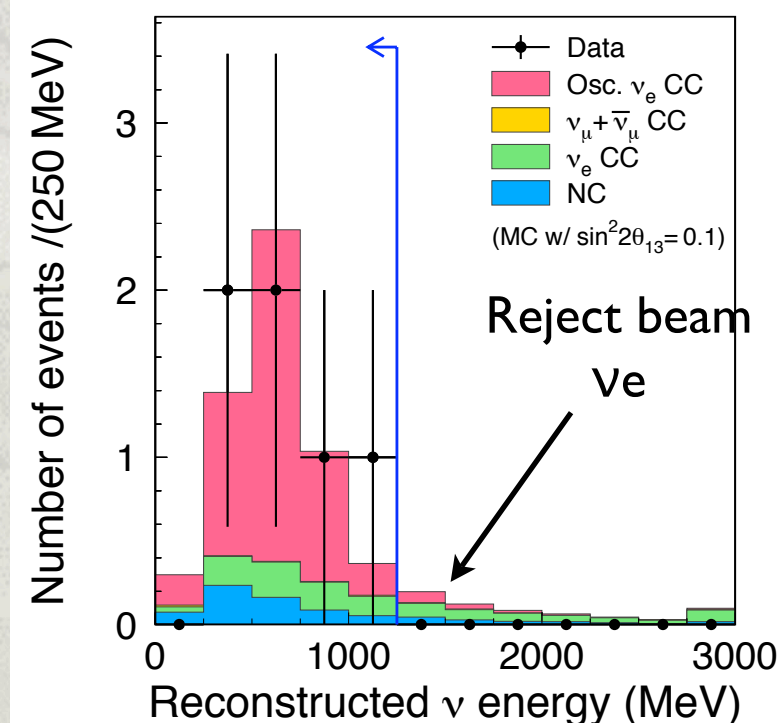 Number of events /(250 MeV)
3
2
1
0
Data
Osc. νe CC
νμ+ν̅μ CC
νe CC
NC
(MC w/ sin²2θ13= 0.1)
Reject beam
νe
0
1000
2000
3000
Reconstructed ν energy (MeV)